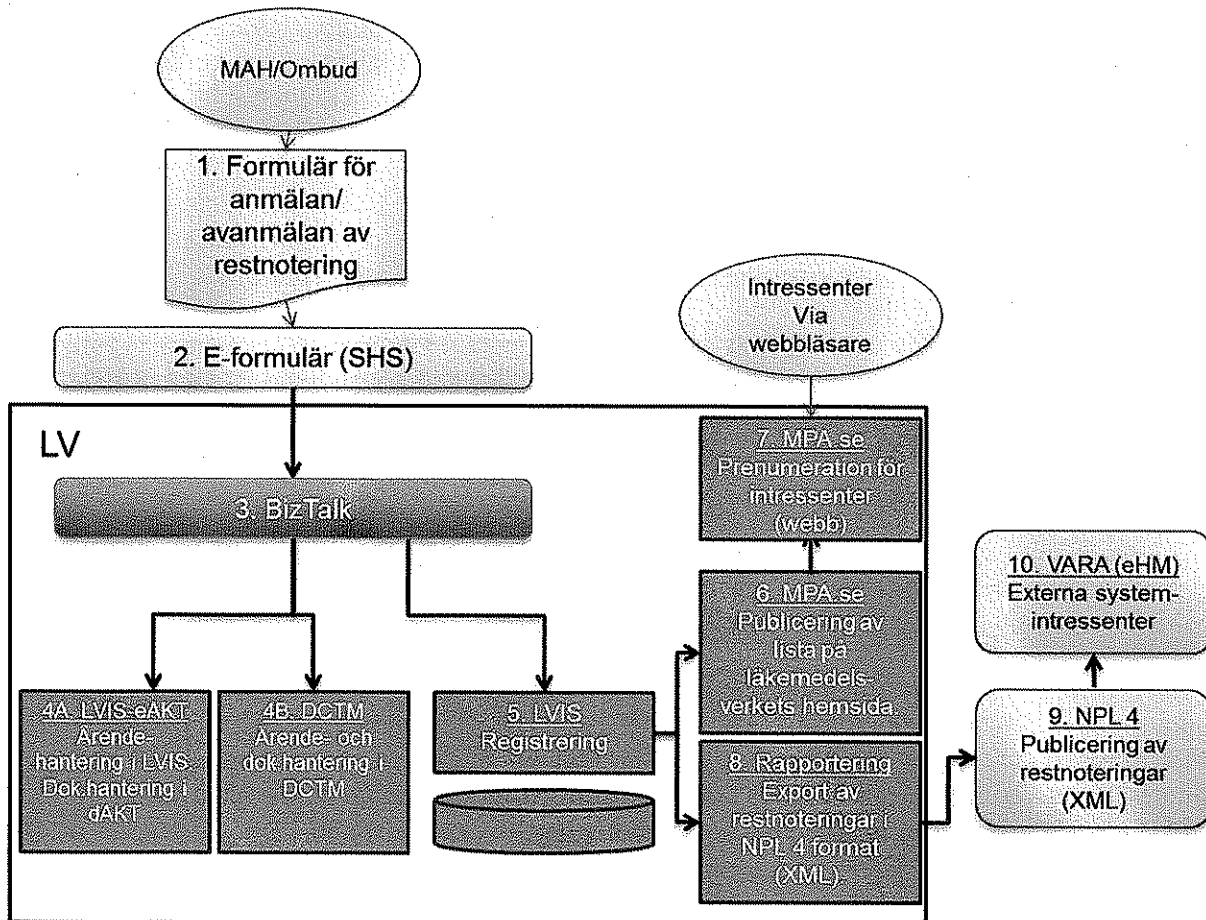 MAH/Ombud
1. Formulär för
anmälan/
avanmälan av
restnotering
2. E-formulär (SHS)
Intressenter
Via
webbläsare
LV
3. BizTalk
4A. LVIS-eAKT
Ärende-
hantering i LVIS.
Dok hantering i
dAKT
4B. DCTM
Ärende- och
dok hantering i
DCTM
5. LVIS
Registrering
7. MPA.se
Prenumeration för
intressenter
(webb)
6. MPA.se
Publicering av
lista på
läkemedels-
verkets hemsida
8. Rapportering
Export av
restnoteringar i
NPL 4 format
(XML).
10. VARA (eHM)
Externa system-
intressenter
9. NPL 4
Publicering av
restnoteringar
(XML)